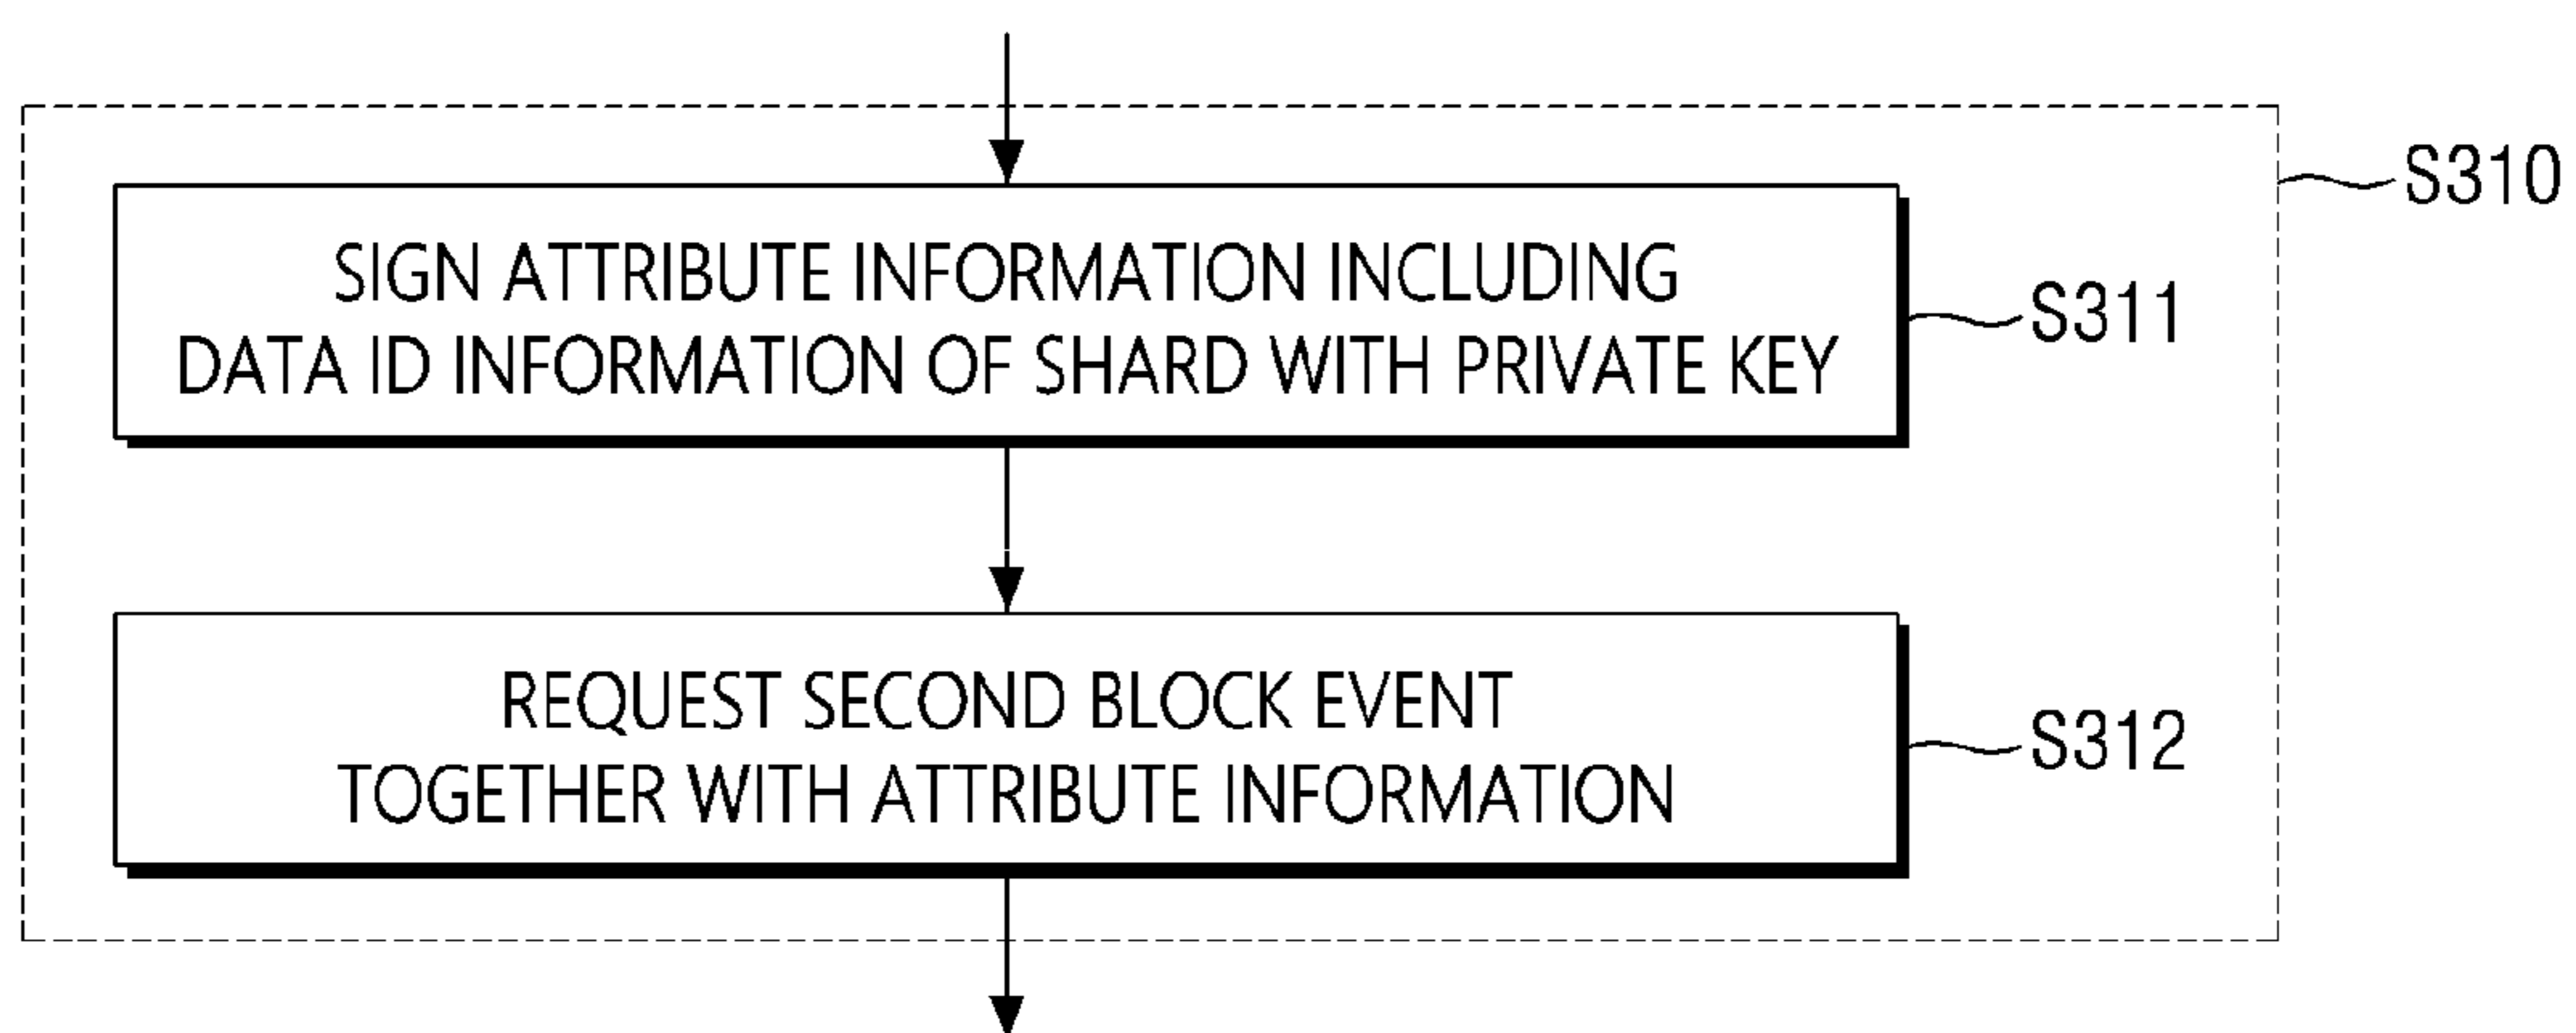 S310
SIGN ATTRIBUTE INFORMATION INCLUDING
DATA ID INFORMATION OF SHARD WITH PRIVATE KEY
S311
REQUEST SECOND BLOCK EVENT
TOGETHER WITH ATTRIBUTE INFORMATION
S312